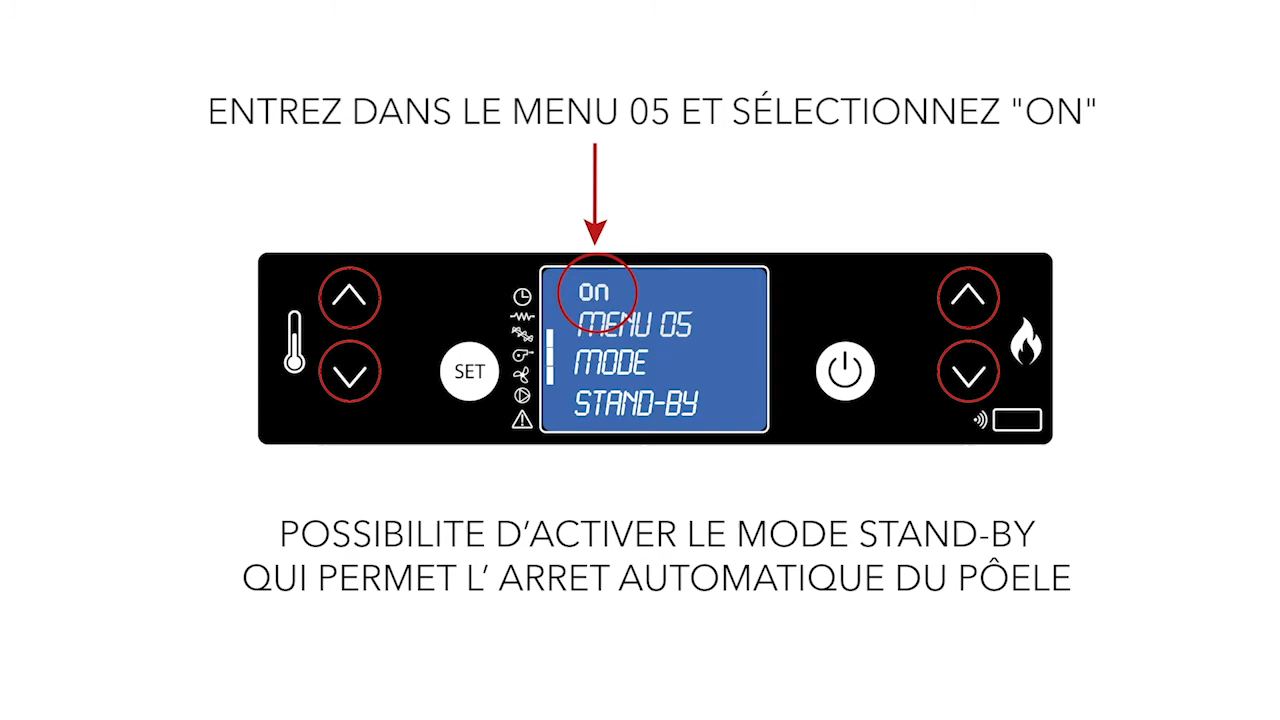 ENTREZ DANS LE MENU 05 ET SÉLECTIONNEZ "ON"
on
MENU 05
MODE
STAND-BY
SET
POSSIBILITE D’ACTIVER LE MODE STAND-BY
QUI PERMET L’ ARRET AUTOMATIQUE DU PÔELE